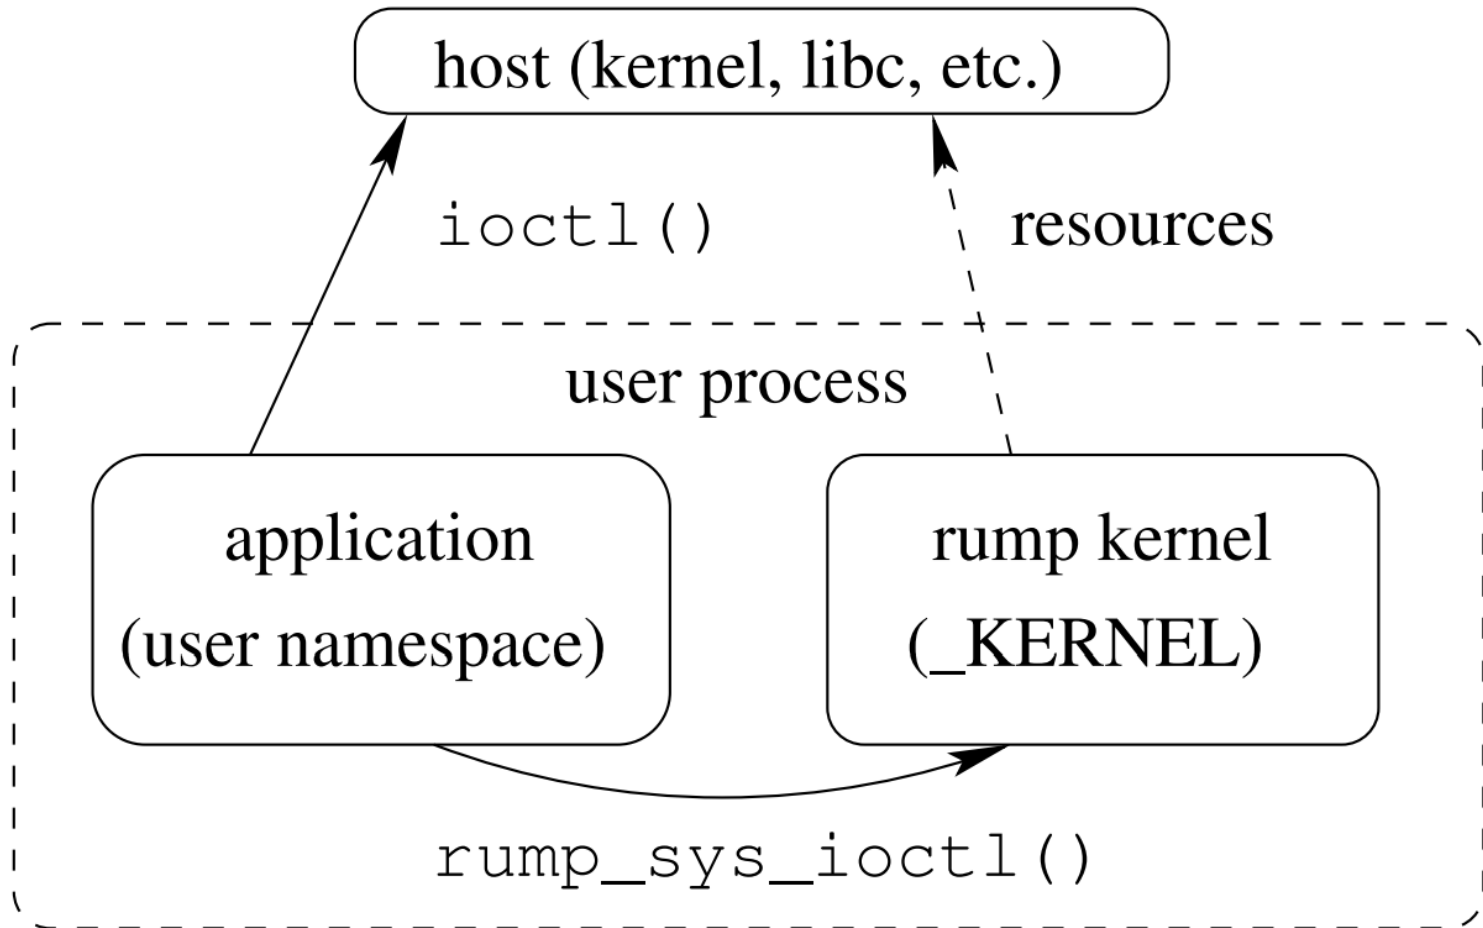 host (kernel, libc, etc.)
ioctl()
resources
user process
application
(user namespace)
rump kernel
(_KERNEL)
rump_sys_ioctl()